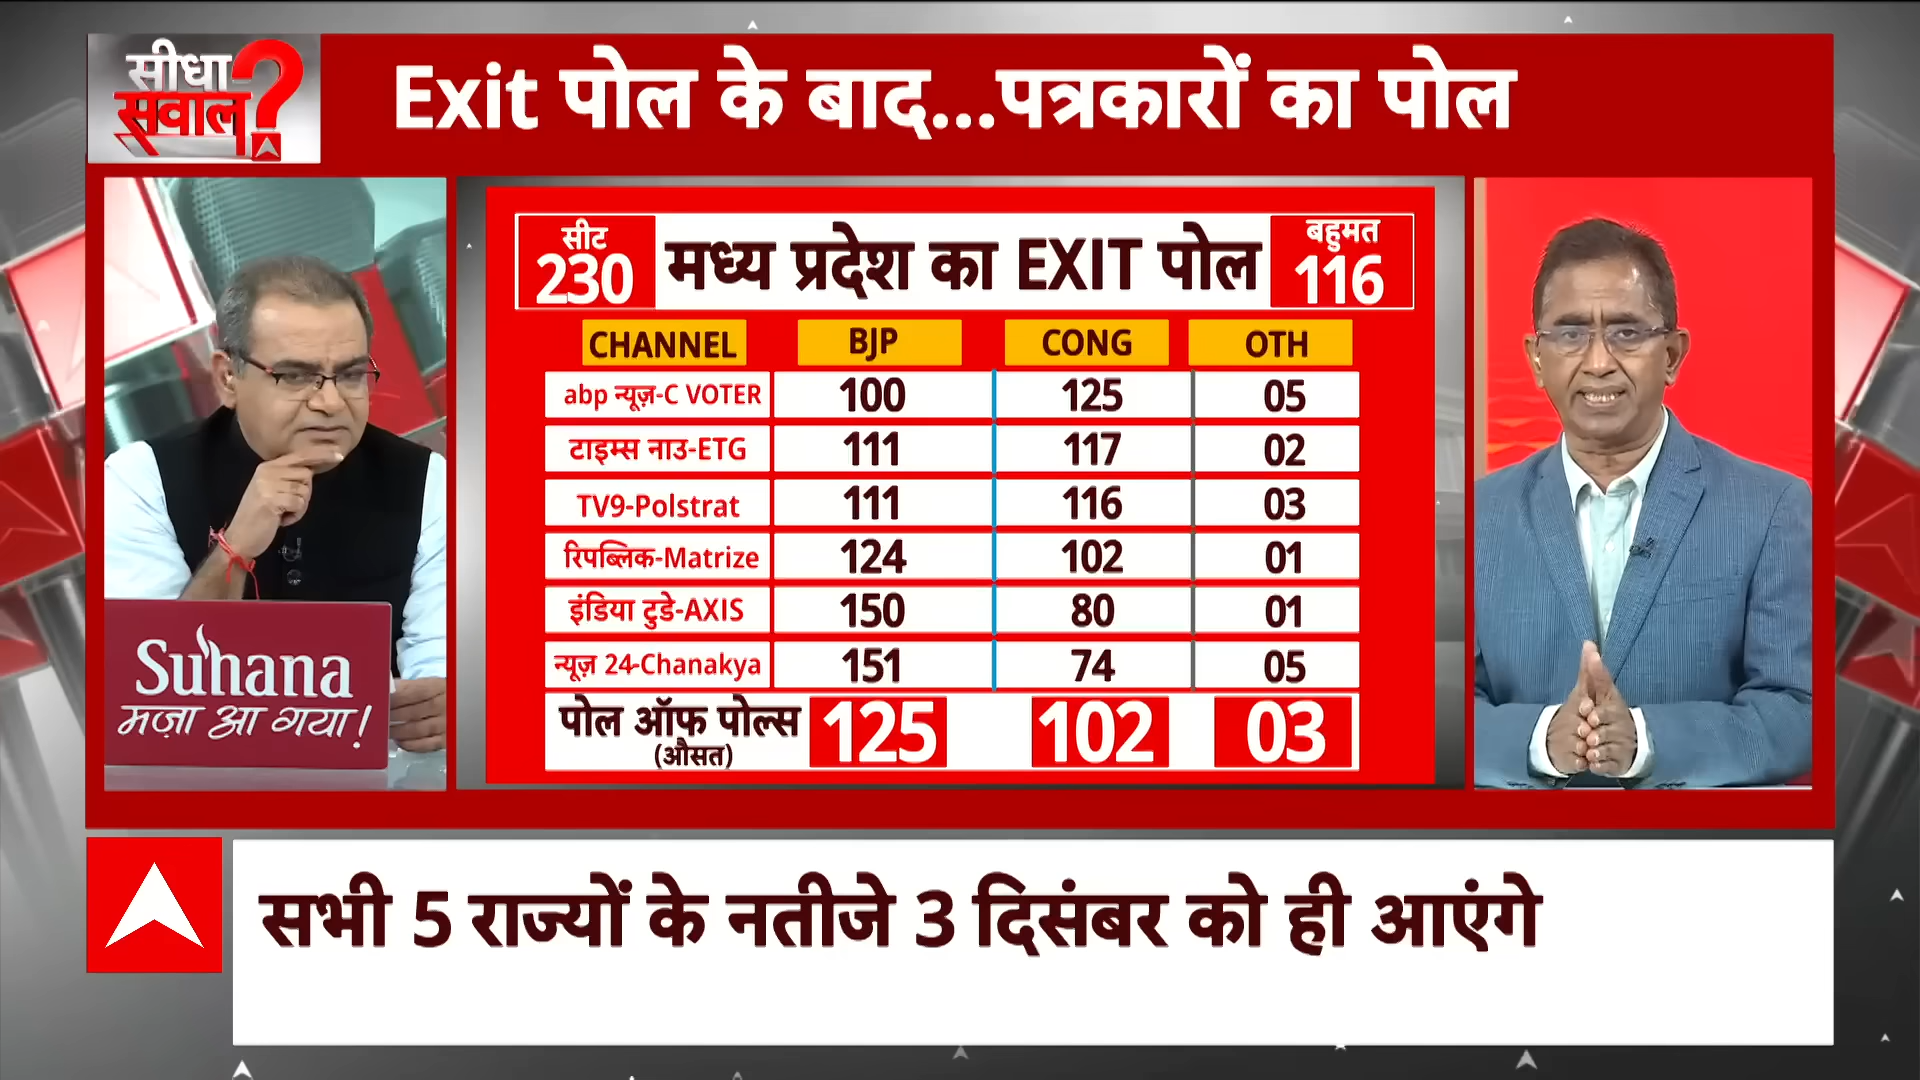 सीधा
सवाल?
Exit पोल के बाद...पत्रकारों का पोल
सीट
230
मध्य प्रदेश का EXIT पोल
बहुमत
116
CHANNEL BJP CONG OTH
abp न्यूज़-C VOTER 100 125 05
टाइम्स नाउ-ETG 111 117 02
TV9-Polstrat 111 116 03
रिपब्लिक-Matrize 124 102 01
इंडिया टुडे-AXIS 150 80 01
न्यूज़ 24-Chanakya 151 74 05
पोल ऑफ पोल्स 125 102 03
(औसत)
Suhana
मज़ा आ गया!
सभी 5 राज्यों के नतीजे 3 दिसंबर को ही आएंगे